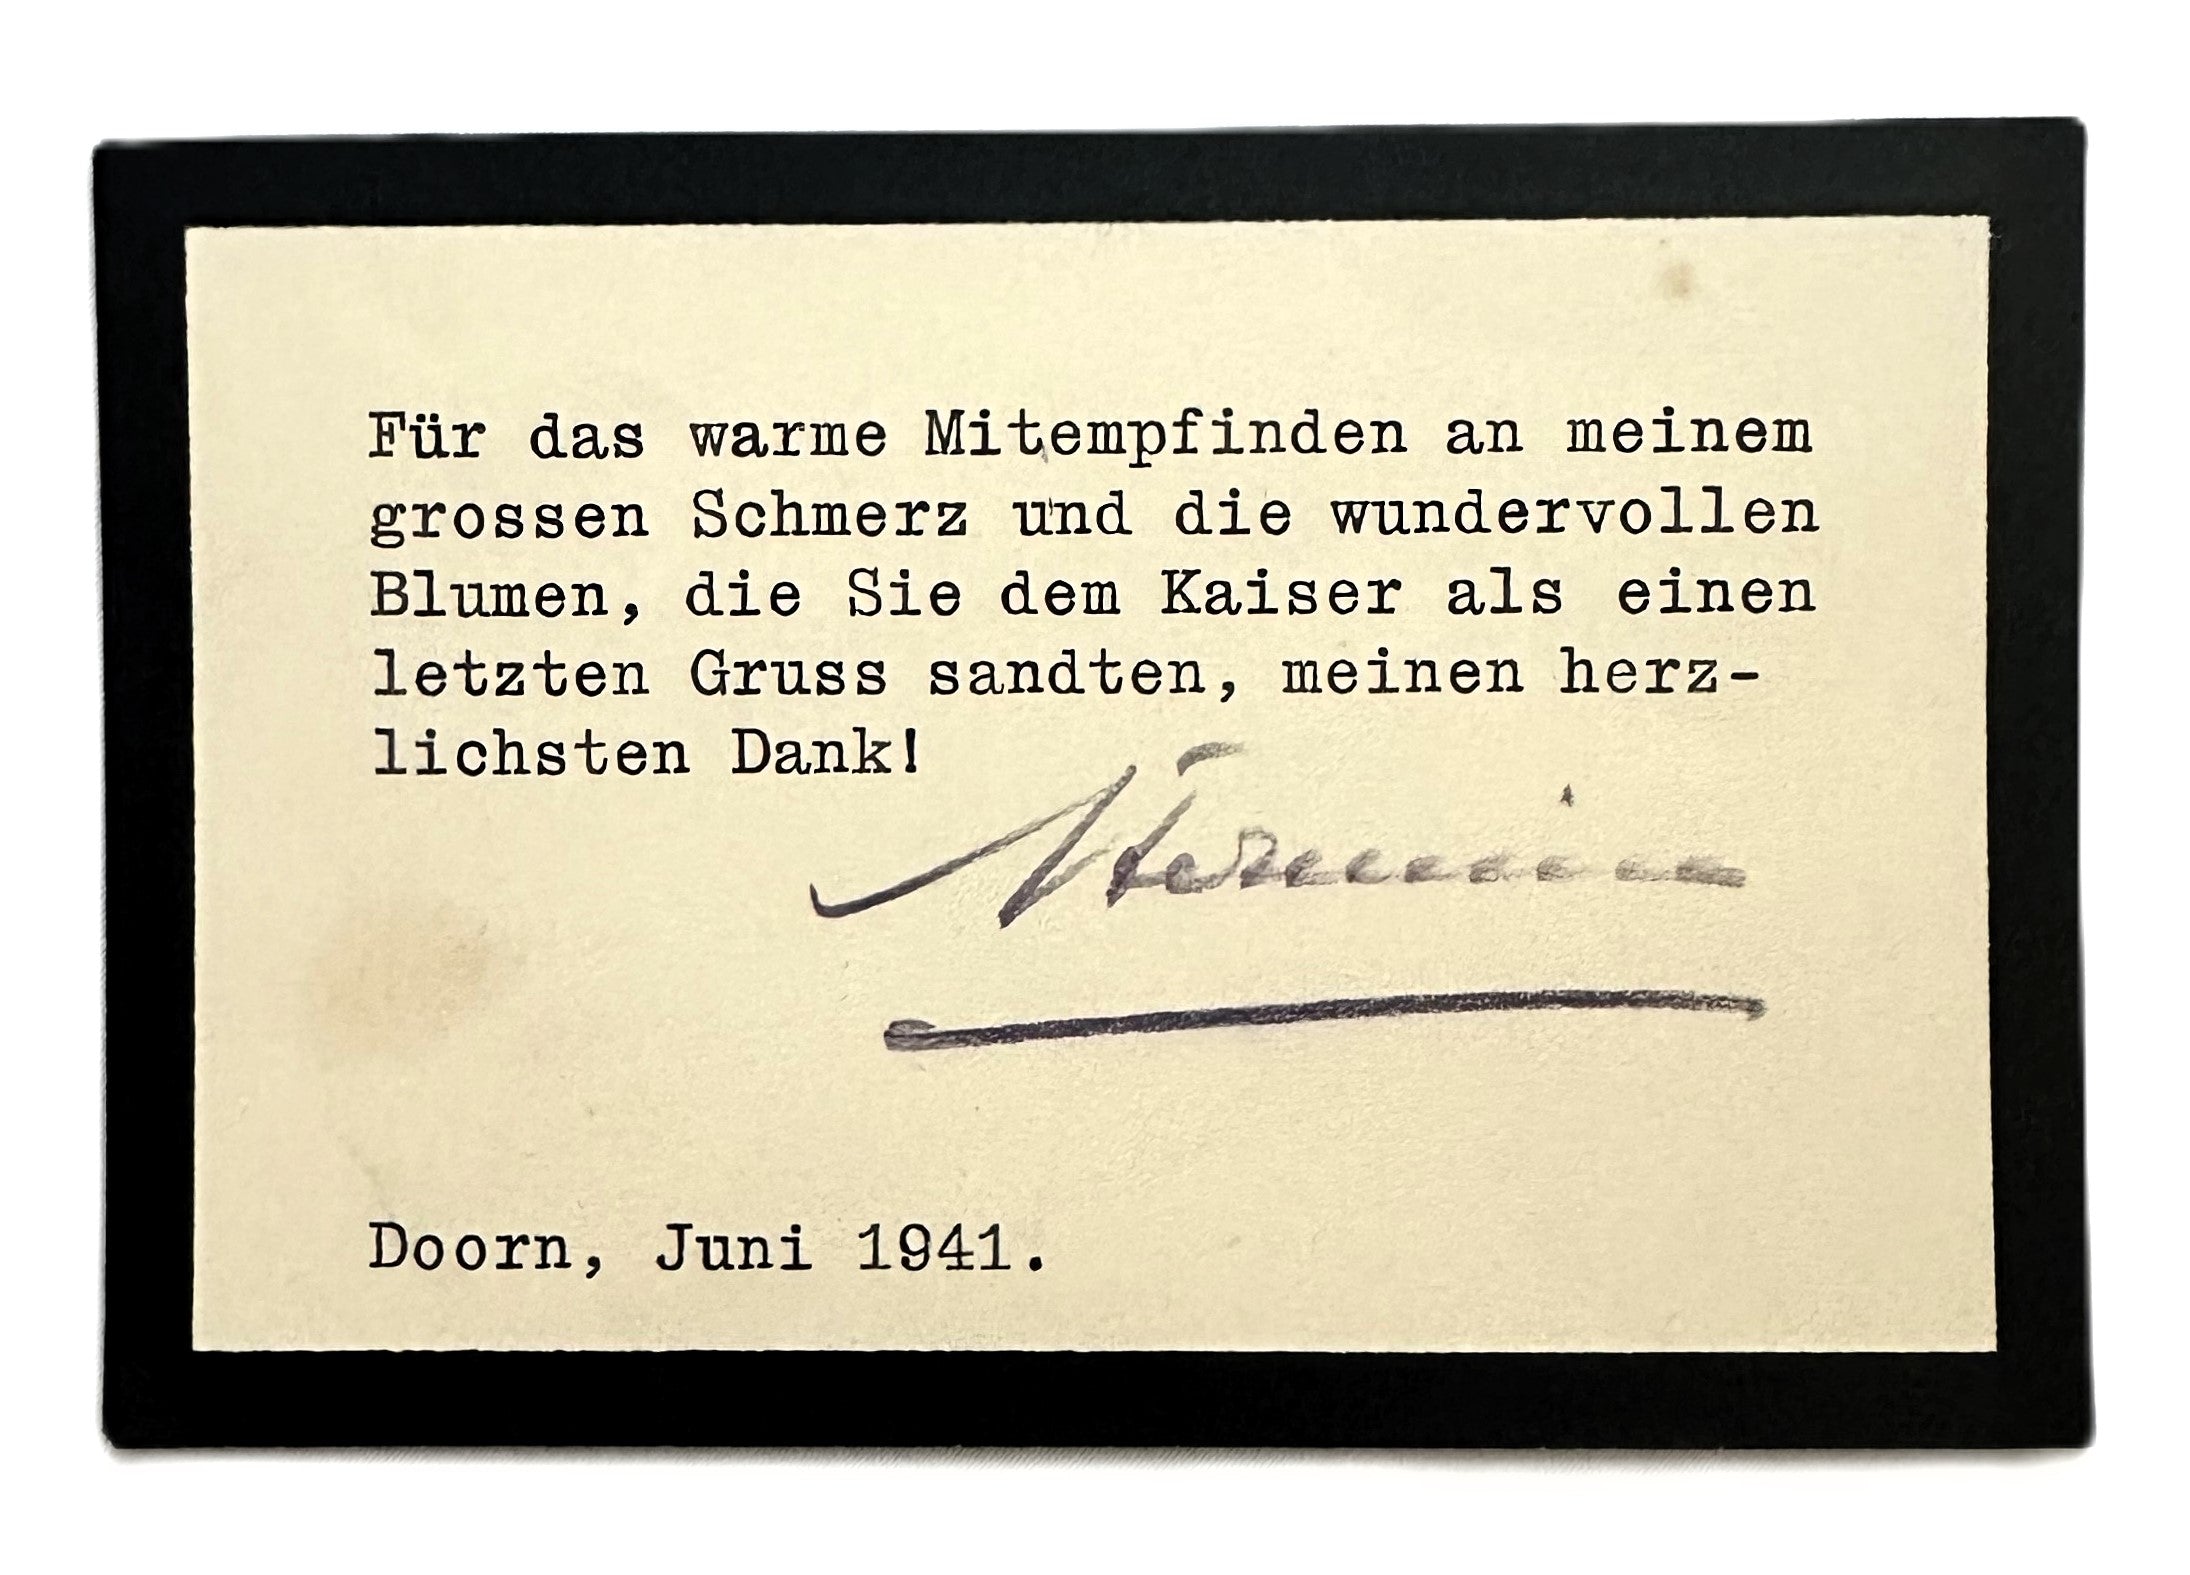 Für das warme Mitempfinden an meinem
grossen Schmerz und die wundervollen
Blumen, die Sie dem Kaiser als einen
letzten Gruss sandten, meinen herz-
lichsten Dank!
Hermine
Doorn, Juni 1941.